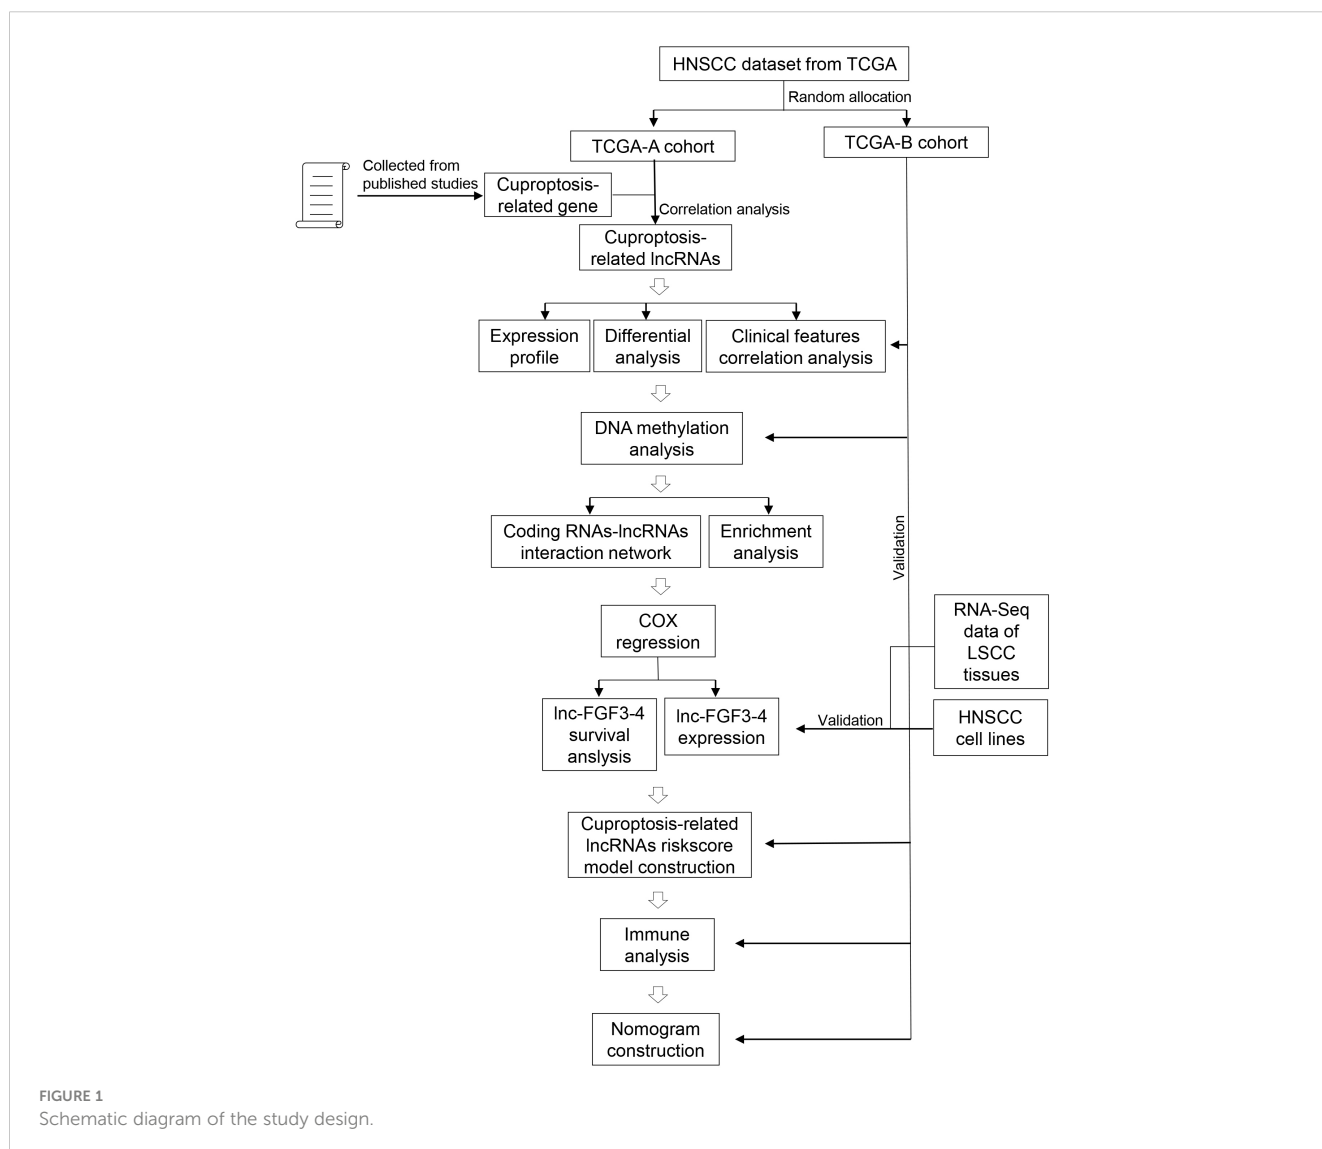 HNSCC dataset from TCGA
Random allocation
TCGA-A cohort
TCGA-B cohort
Collected from
published studies
Cuproptosis-
related gene
Correlation analysis
Cuproptosis-
related lncRNAs
Expression
profile
Differential
analysis
Clinical features
correlation analysis
DNA methylation
analysis
Coding RNAs-lncRNAs
interaction network
Enrichment
analysis
Validation
COX
regression
RNA-Seq
data of
LSCC
tissues
lnc-FGF3-4
survival
anslysis
lnc-FGF3-4
expression
Validation
HNSCC
cell lines
Cuproptosis-related
lncRNAs riskscore
model construction
Immune
analysis
Nomogram
construction
FIGURE 1
Schematic diagram of the study design.